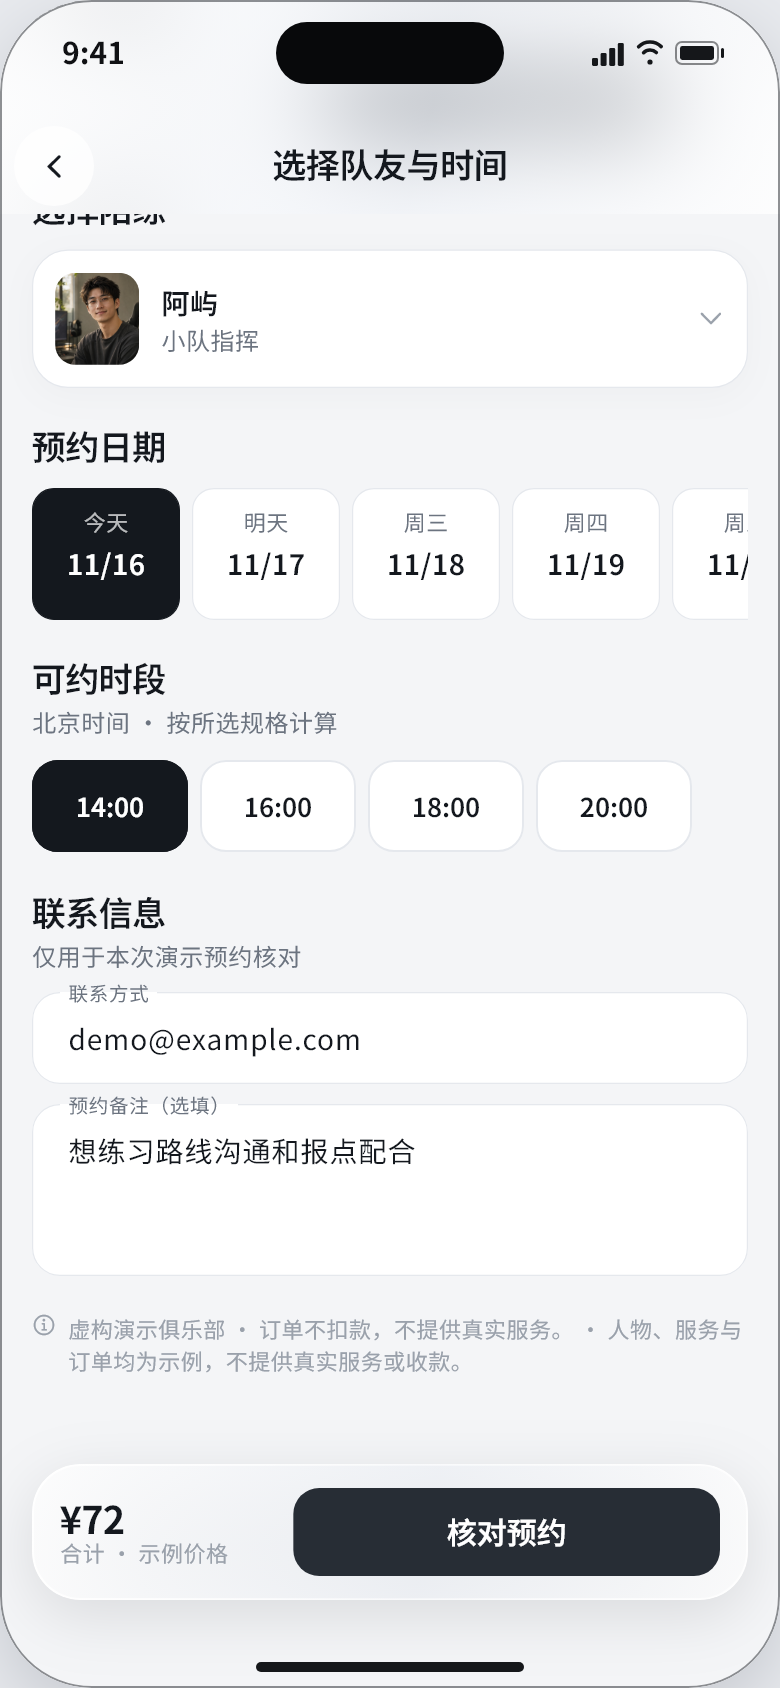 9:41
选择队友与时间
选择陪练
阿屿
小队指挥
预约日期
今天 明天 周三 周四 周
11/16 11/17 11/18 11/19 11/
可约时段
北京时间 · 按所选规格计算
14:00 16:00 18:00 20:00
联系信息
仅用于本次演示预约核对
联系方式
demo@example.com
预约备注（选填）
想练习路线沟通和报点配合
虚构演示俱乐部 · 订单不扣款，不提供真实服务。 · 人物、服务与
订单均为示例，不提供真实服务或收款。
¥72
合计 · 示例价格
核对预约